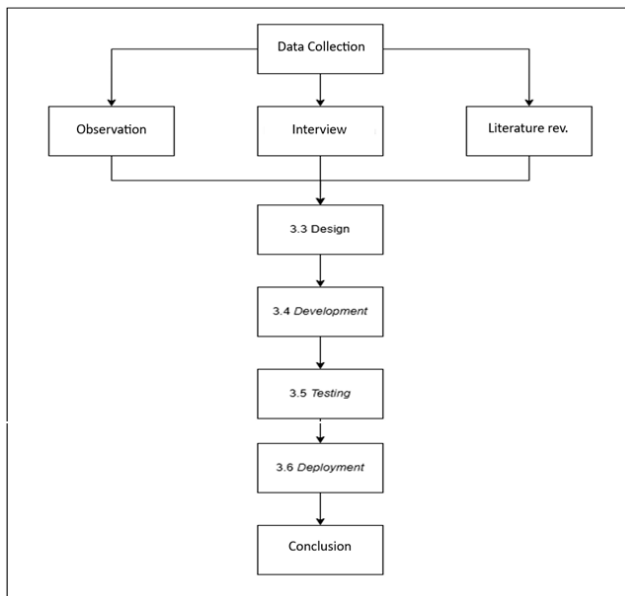 Data Collection
Observation
Interview
Literature rev.
3.3 Design
3.4 Development
3.5 Testing
3.6 Deployment
Conclusion